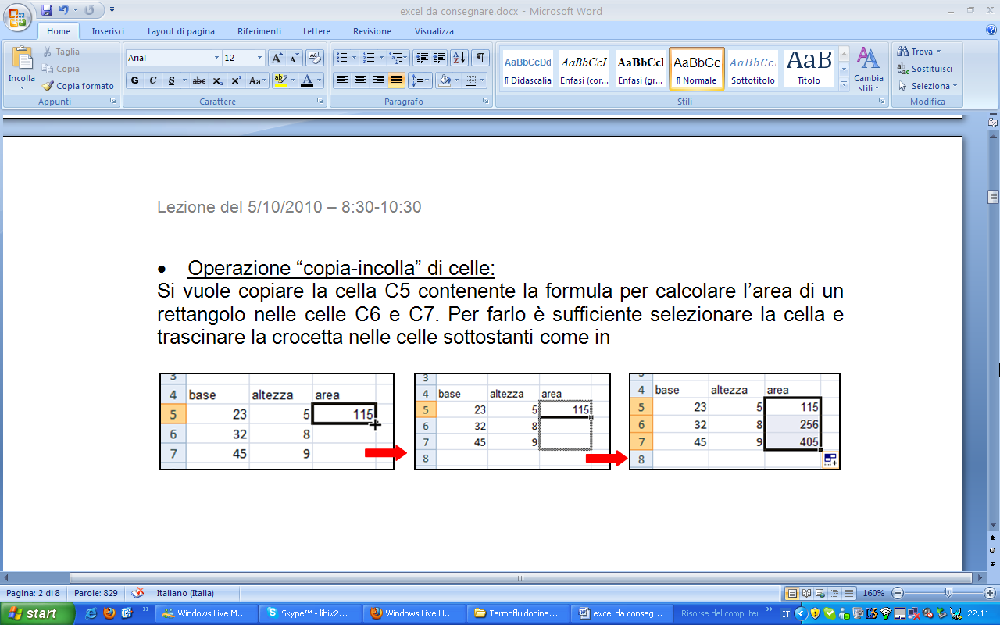 excel da consegnare.docx - Microsoft Word
Home Inserisci Layout di pagina Riferimenti Lettere Revisione Visualizza
Incolla
Taglia
Copia
Copia formato
Appunti
Arial 12
G C S abc x₂ x² Aa
Carattere
Paragrafo
AaBbCcDd AaBbCcI AaBbCcI AaBbCc AaBbCc. AaB
¶ Didascalia Enfasi (cor... Enfasi (gr... ¶ Normale Sottotitolo Titolo
Cambia stili
Stili
Trova
Sostituisci
Seleziona
Modifica
Lezione del 5/10/2010 – 8:30-10:30
• Operazione “copia-incolla” di celle:
Si vuole copiare la cella C5 contenente la formula per calcolare l’area di un
rettangolo nelle celle C6 e C7. Per farlo è sufficiente selezionare la cella e
trascinare la crocetta nelle celle sottostanti come in
3
4 base altezza area
5 23 5 115
6 32 8
7 45 9
3
4 base altezza area
5 23 5 115
6 32 8
7 45 9
8
4 base altezza area
5 23 5 115
6 32 8 256
7 45 9 405
8
Pagina: 2 di 8 Parole: 829 Italiano (Italia) 160%
start Windows Live M... Skype™ - libix2... Windows Live H... Termofluidodina... excel da conseg... Risorse del computer IT 22.11